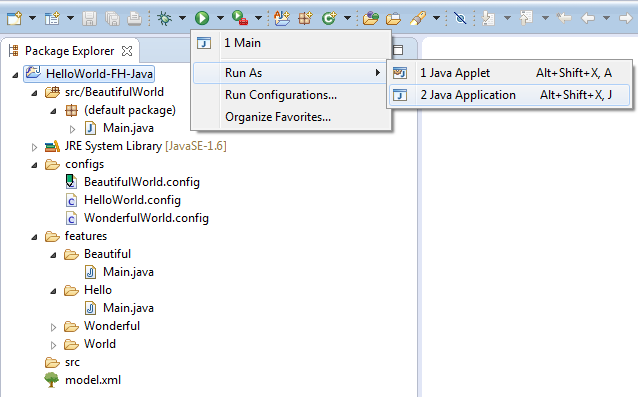 Package Explorer
1 Main
Run As
Run Configurations...
Organize Favorites...
1 Java Applet Alt+Shift+X, A
2 Java Application Alt+Shift+X, J
HelloWorld-FH-Java
src/BeautifulWorld
(default package)
Main.java
JRE System Library [JavaSE-1.6]
configs
BeautifulWorld.config
HelloWorld.config
WonderfulWorld.config
features
Beautiful
Main.java
Hello
Main.java
Wonderful
World
src
model.xml